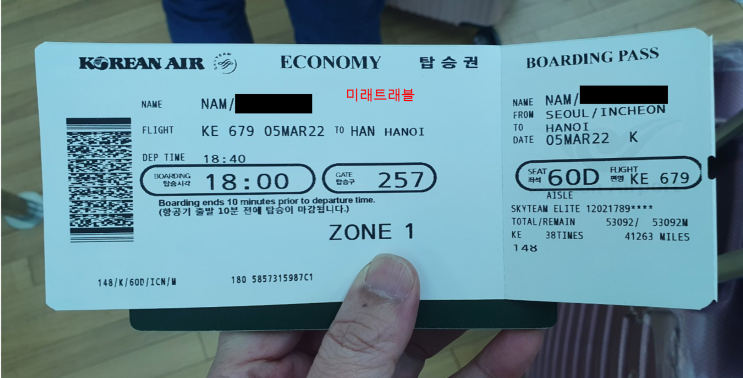 KOREAN AIR ECONOMY 탑승권
미래트래블
NAME NAM/
FLIGHT KE 679 05MAR22 TO HAN HANOI
DEP TIME 18:40
BOARDING 탑승시각 18:00 GATE 탑승구 257
Boarding ends 10 minutes prior to departure time.
(항공기 출발 10분 전에 탑승이 마감됩니다.)
ZONE 1
148/K/60D/ICN/M 180 5857315987C1
BOARDING PASS
NAME NAM/
FROM SEOUL/INCHEON
TO HANOI
DATE 05MAR22 K
SEAT 좌석 60D FLIGHT 편명 KE 679
AISLE
SKYTEAM ELITE 12021789****
TOTAL/REMAIN 53092/ 53092M
KE 38TIMES 41263 MILES
148